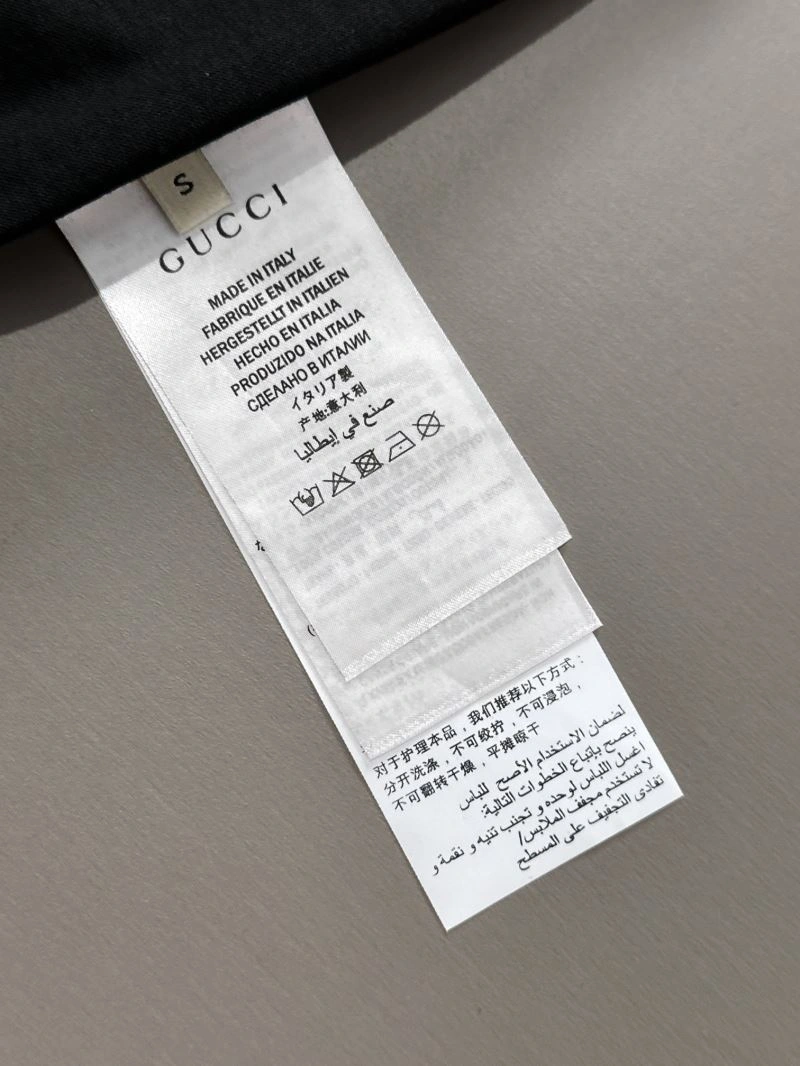 S
GUCCI
MADE IN ITALY
FABRIQUE EN ITALIE
HERGESTELLT IN ITALIEN
HECHO EN ITALIA
PRODUZIDO NA ITALIA
СДЕЛАНО В ИТАЛИИ
イタリア製
产地:意大利
صنع في إيطاليا
对于护理本品，我们推荐以下方式：
分开洗涤，不可绞拧，不可浸泡，
不可翻转干燥，平摊晾干
لضمان الاستخدام الأصح للباس
ينصح بإتباع الخطوات التالية:
اغسل اللباس لوحده و تجنب تنيه و نقعة و
لا تستخدم مجفف الملابس/
تفادى التجفيف على المسطح